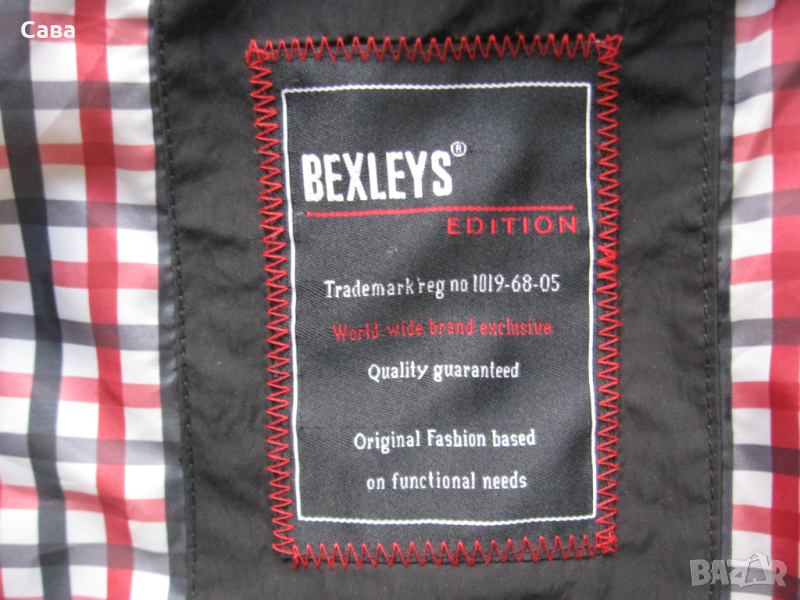 Сава
BEXLEYS®
EDITION
Trademark reg no 1019-68-05
World wide brand exclusive
Quality guaranteed
Original Fashion based
on functional needs
BAZAR